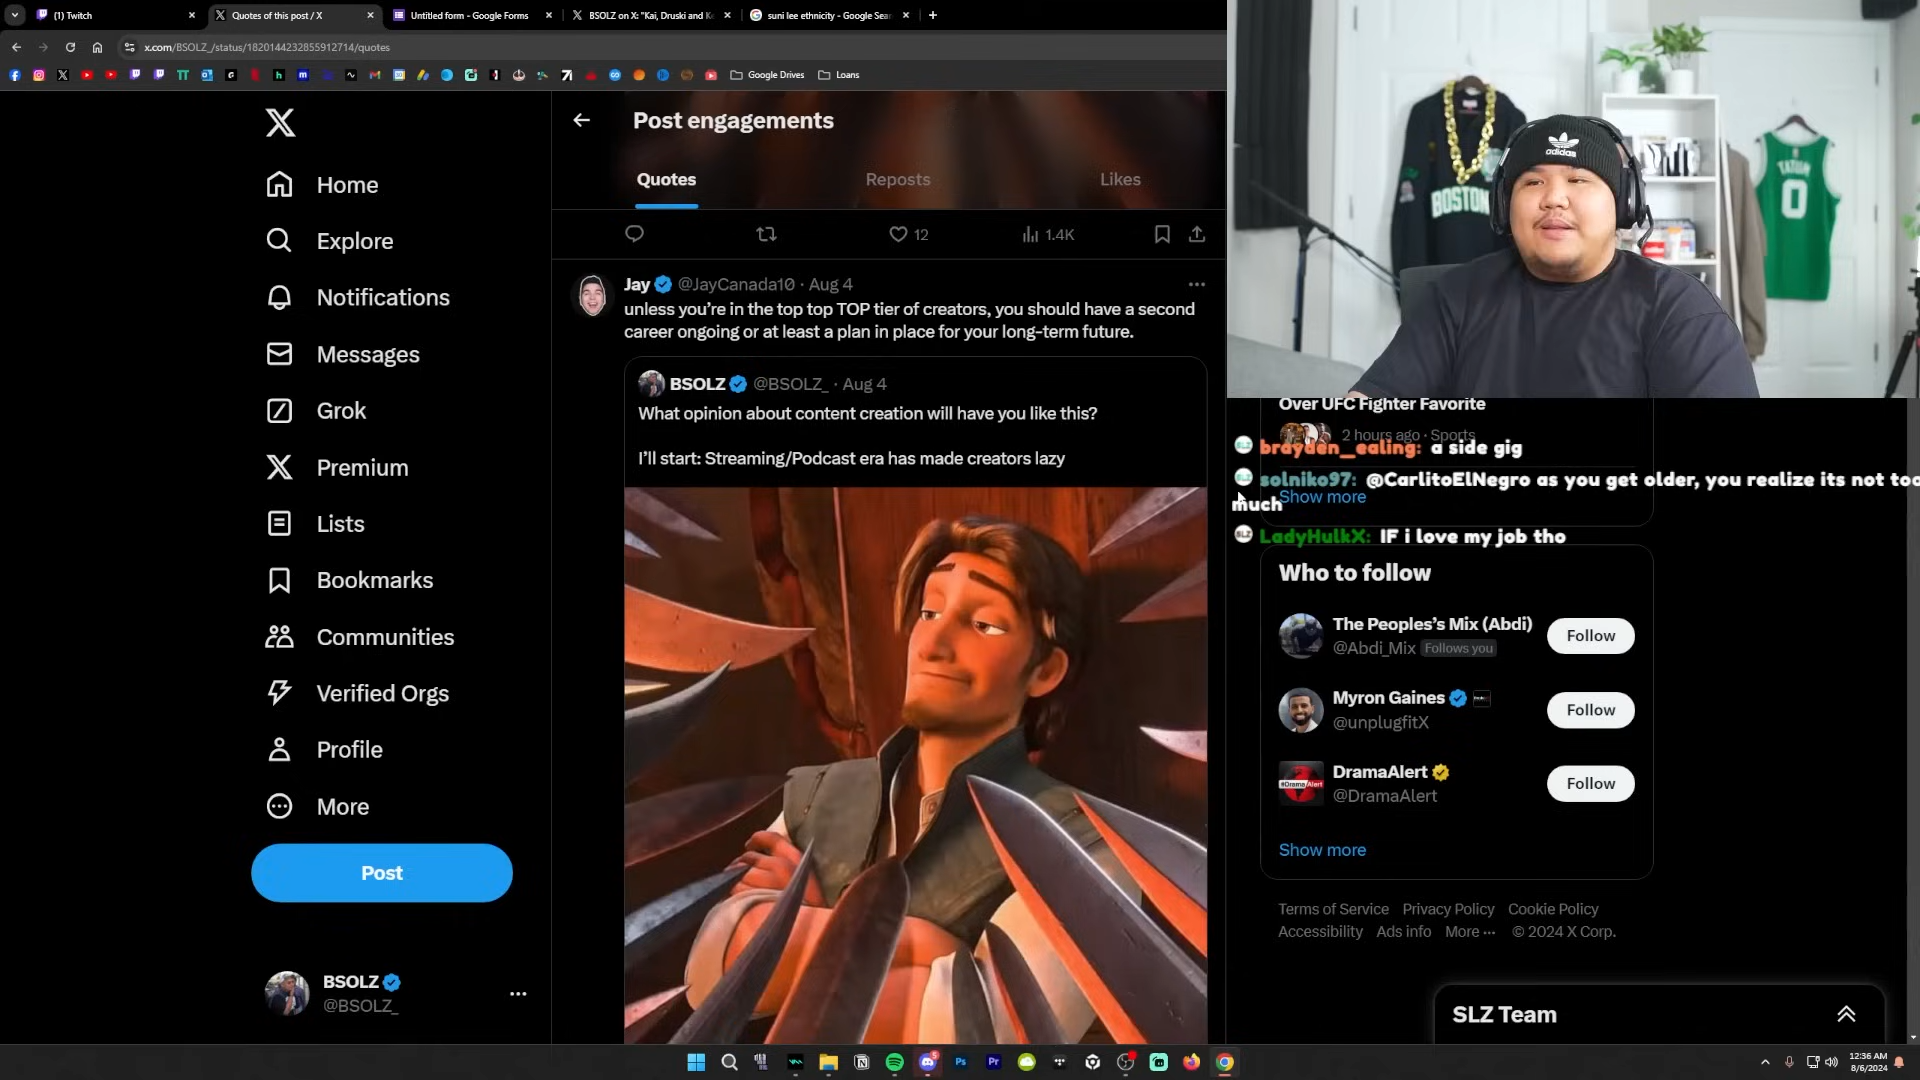 (1) Twitch
Quotes of this post / X
Untitled form - Google Forms
BSOLZ on X: "Kai, Druski and K
suni lee ethnicity - Google Sear
x.com/BSOLZ_/status/1820144232855912714/quotes
Google Drives
Loans
Home
Explore
Notifications
Messages
Grok
Premium
Lists
Bookmarks
Communities
Verified Orgs
Profile
More
Post
BSOLZ
@BSOLZ_
Post engagements
Quotes
Reposts
Likes
12
1.4K
Jay @JayCanada10 · Aug 4
unless you're in the top top TOP tier of creators, you should have a second
career ongoing or at least a plan in place for your long-term future.
BSOLZ @BSOLZ_ · Aug 4
What opinion about content creation will have you like this?
I'll start: Streaming/Podcast era has made creators lazy
adidas
BOSTON
TATUM
0
Over UFC Fighter Favorite
2 hours ago · Sports
brayden_ealing: a side gig
solniko97: @CarlitoElNegro as you get older, you realize its not too
much
Show more
LadyHulkX: IF i love my job tho
Who to follow
The Peoples's Mix (Abdi)
@Abdi_Mix Follows you
Follow
Myron Gaines
@unplugfitX
Follow
DramaAlert
@DramaAlert
Follow
Show more
Terms of Service Privacy Policy Cookie Policy
Accessibility Ads info More ··· © 2024 X Corp.
SLZ Team
12:36 AM
8/6/2024